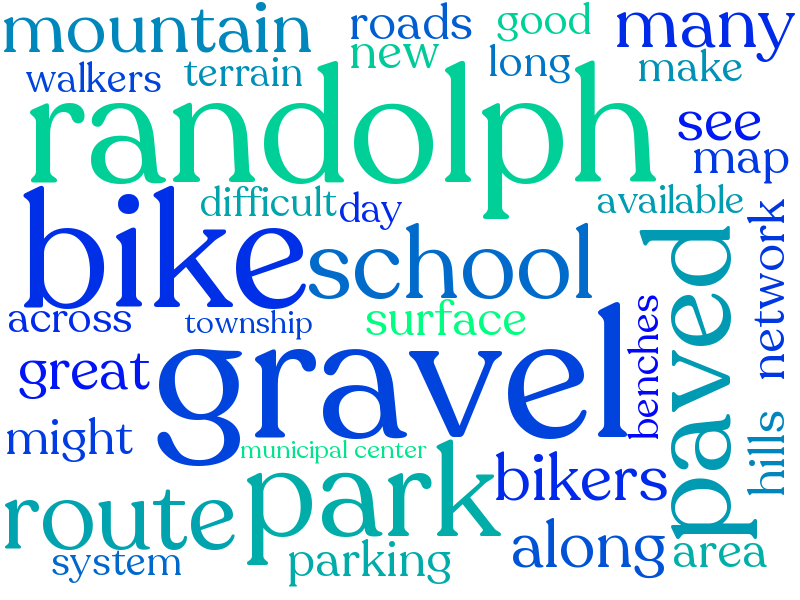 mountain
roads
good
many
new
long
walkers
terrain
make
randolph
see
map
difficult
day
available
bike
school
network
paved
across
township
surface
benches
great
gravel
might
municipal center
hills
route
park
bikers
along
area
system
parking